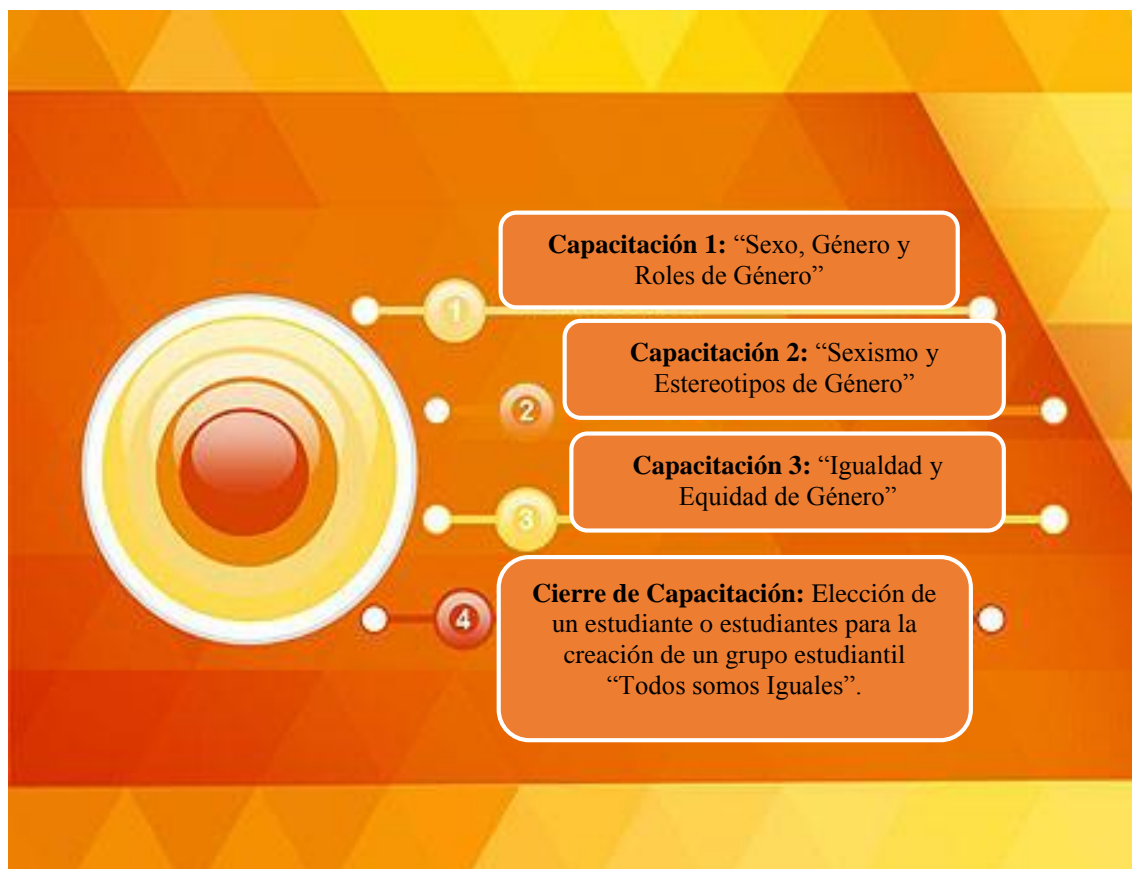 Capacitación 1: “Sexo, Género y
Roles de Género”
1
Capacitación 2: “Sexismo y
Estereotipos de Género”
2
Capacitación 3: “Igualdad y
Equidad de Género”
3
Cierre de Capacitación: Elección de
un estudiante o estudiantes para la
creación de un grupo estudiantil
“Todos somos Iguales”.
4